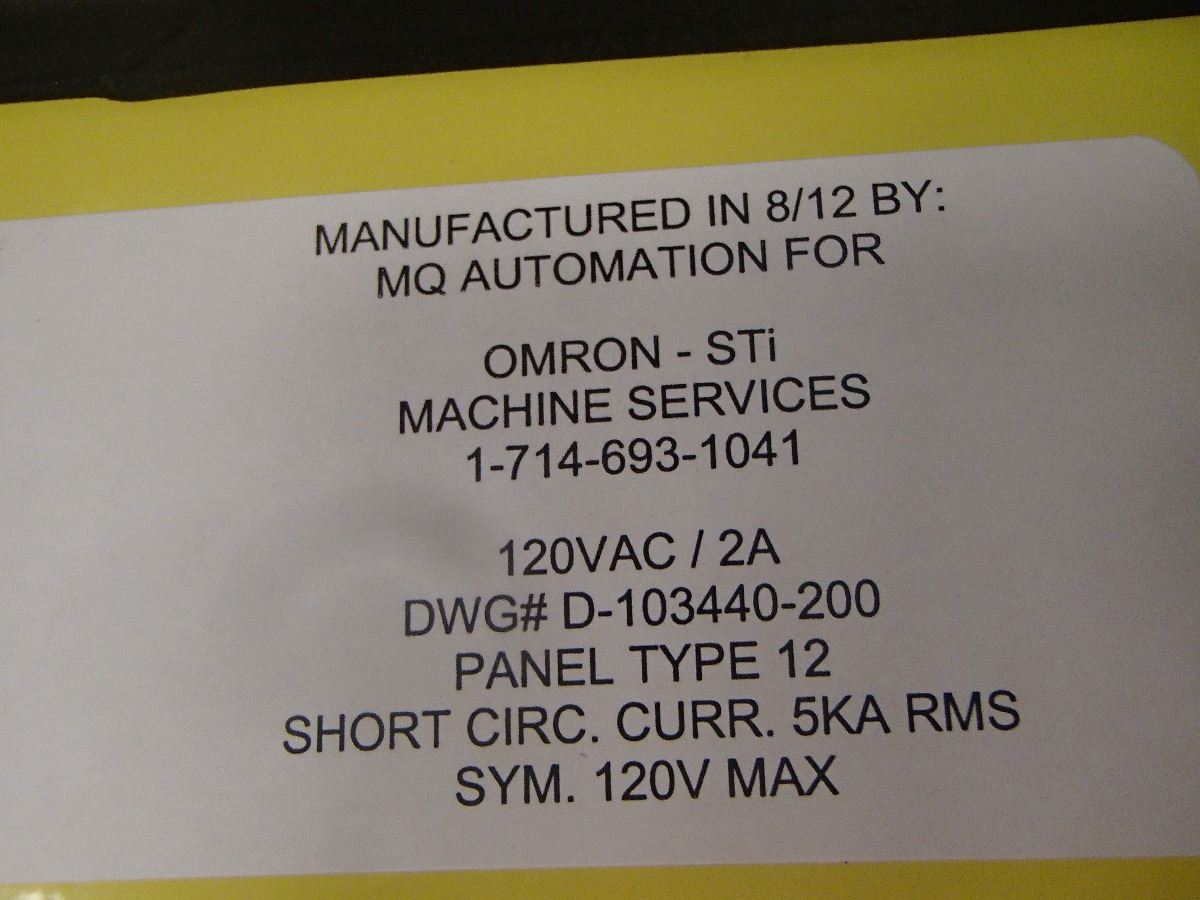 MANUFACTURED IN 8/12 BY:
MQ AUTOMATION FOR
OMRON - STi
MACHINE SERVICES
1-714-693-1041
120VAC / 2A
DWG# D-103440-200
PANEL TYPE 12
SHORT CIRC. CURR. 5KA RMS
SYM. 120V MAX